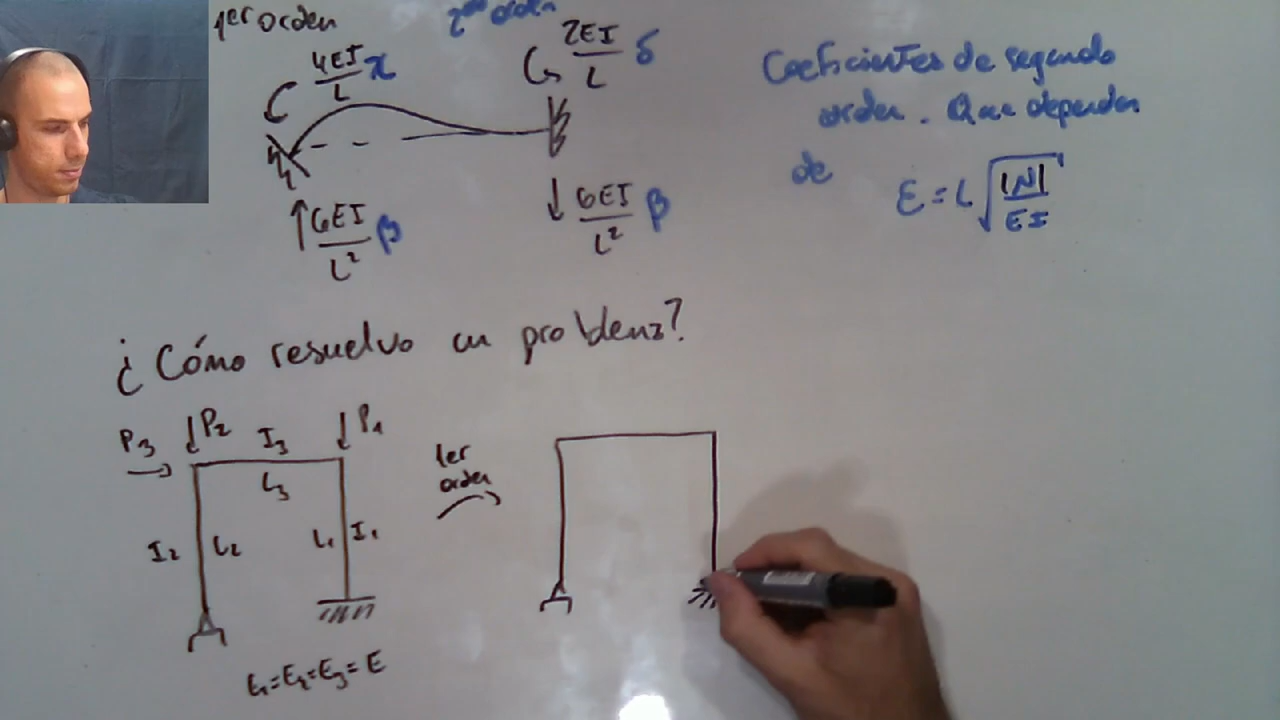 1er orden
2do orden
4EI/L x
2EI/L δ
6EI/L² β
6EI/L² β
Coeficientes de segundo
orden. Que dependen
de ε = L √(|N|/EI)
¿Cómo resuelvo un problema?
P3 P2 I3 P1
L3
I2 L2 L1 I1
E1=E2=E3=E
1er
orden